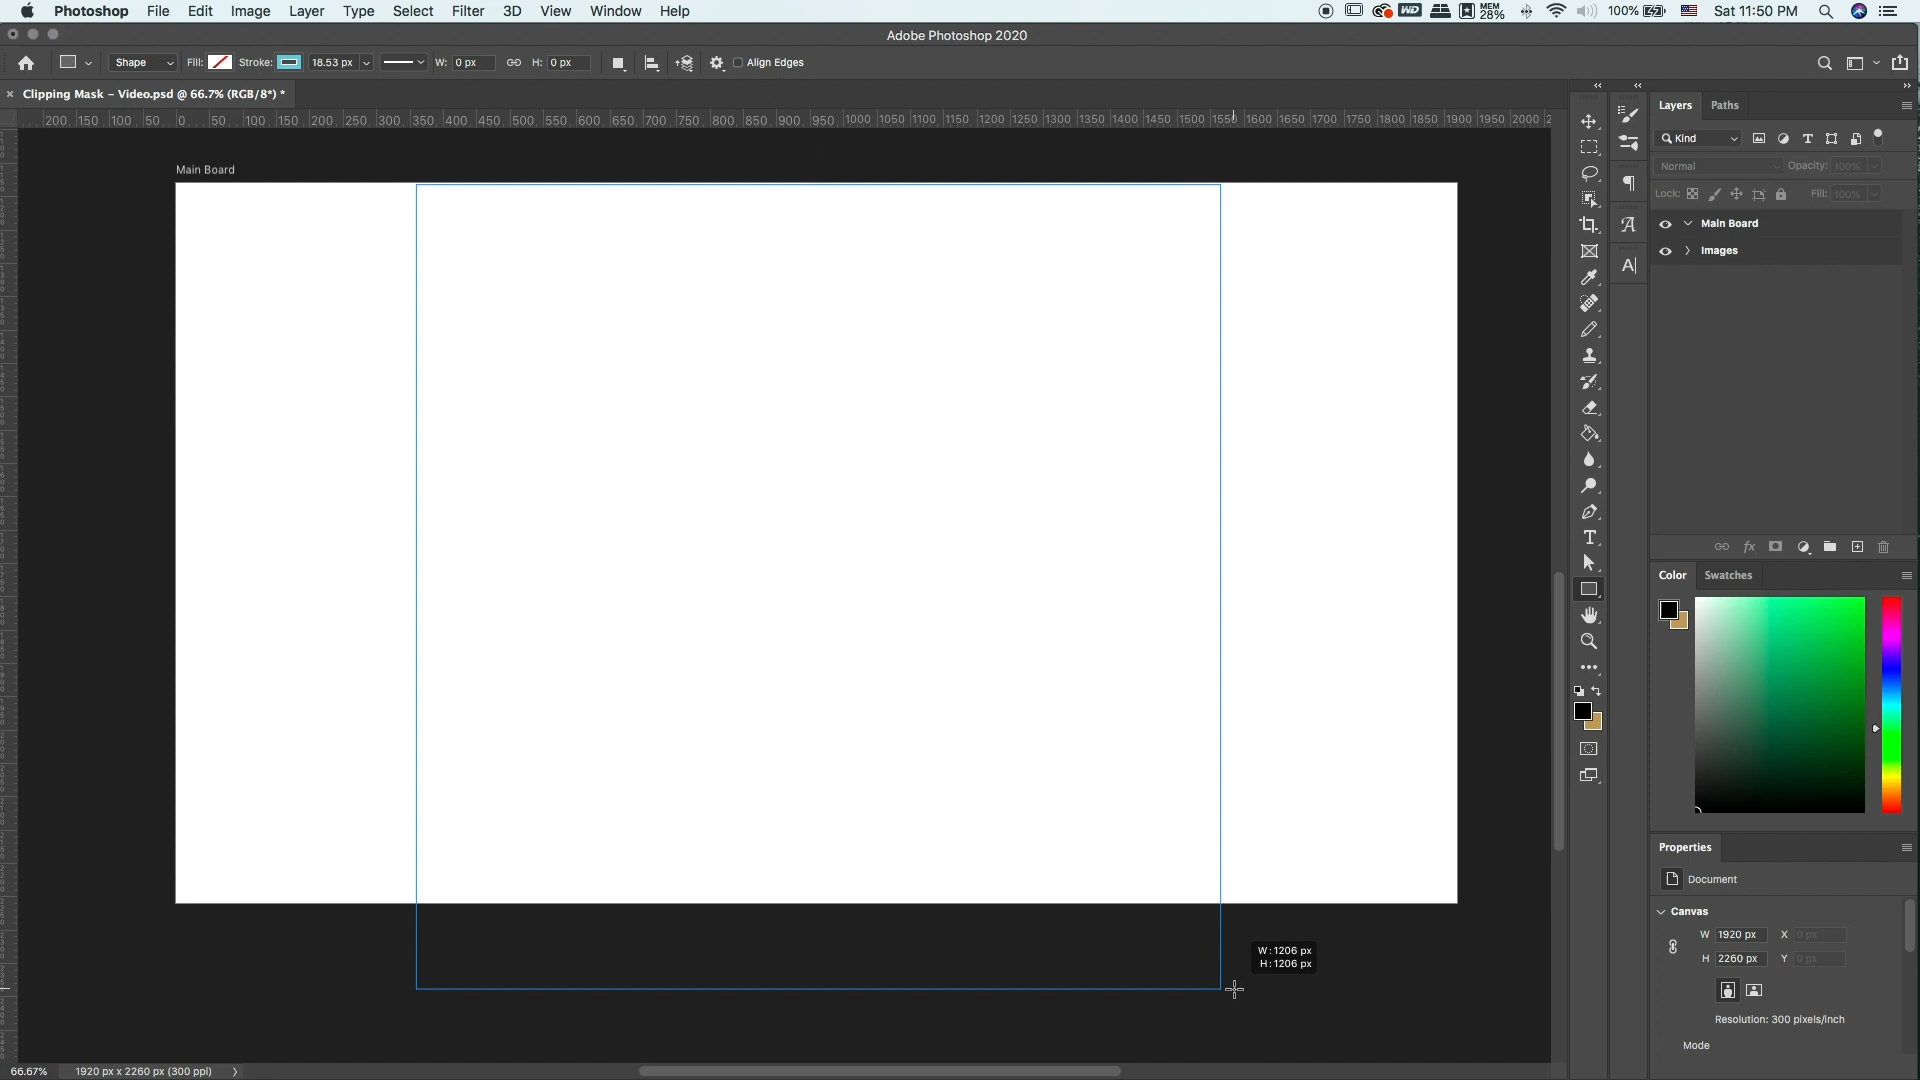 Photoshop File Edit Image Layer Type Select Filter 3D View Window Help WD MEM 28% 100% Sat 11:50 PM
Adobe Photoshop 2020
Shape Fill: Stroke: 18.53 px W: 0 px H: 0 px Align Edges
Clipping Mask – Video.psd @ 66.7% (RGB/8*) *
200 150 100 50 0 50 100 150 200 250 300 350 400 450 500 550 600 650 700 750 800 850 900 950 1000 1050 1100 1150 1200 1250 1300 1350 1400 1450 1500 1550 1600 1650 1700 1750 1800 1850 1900 1950 2000
Main Board
Layers Paths
Kind
Normal Opacity: 100%
Lock: Fill: 100%
Main Board
Images
Color Swatches
Properties
Document
Canvas
W 1920 px X 0 px
H 2260 px Y 0 px
Resolution: 300 pixels/inch
Mode
W: 1206 px
H: 1206 px
66.67% 1920 px x 2260 px (300 ppi)